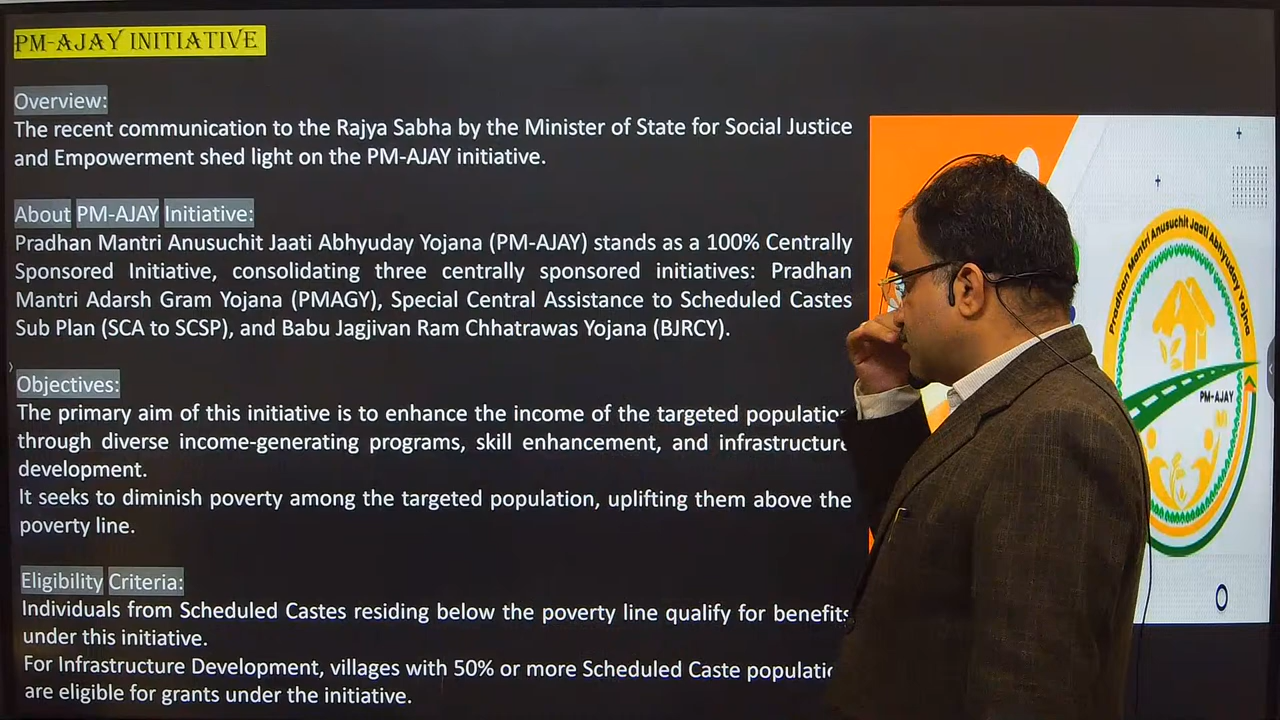 PM-AJAY INITIATIVE
Overview:
The recent communication to the Rajya Sabha by the Minister of State for Social Justice
and Empowerment shed light on the PM-AJAY initiative.
About PM-AJAY Initiative:
Pradhan Mantri Anusuchit Jaati Abhyuday Yojana (PM-AJAY) stands as a 100% Centrally
Sponsored Initiative, consolidating three centrally sponsored initiatives: Pradhan
Mantri Adarsh Gram Yojana (PMAGY), Special Central Assistance to Scheduled Castes
Sub Plan (SCA to SCSP), and Babu Jagjivan Ram Chhatrawas Yojana (BJRCY).
Objectives:
The primary aim of this initiative is to enhance the income of the targeted population
through diverse income-generating programs, skill enhancement, and infrastructure
development.
It seeks to diminish poverty among the targeted population, uplifting them above the
poverty line.
Eligibility Criteria:
Individuals from Scheduled Castes residing below the poverty line qualify for benefits
under this initiative.
For Infrastructure Development, villages with 50% or more Scheduled Caste populatio
are eligible for grants under the initiative.
Pradhan Mantri Anusuchit Jaati Abhyuday Yojna
PM-AJAY